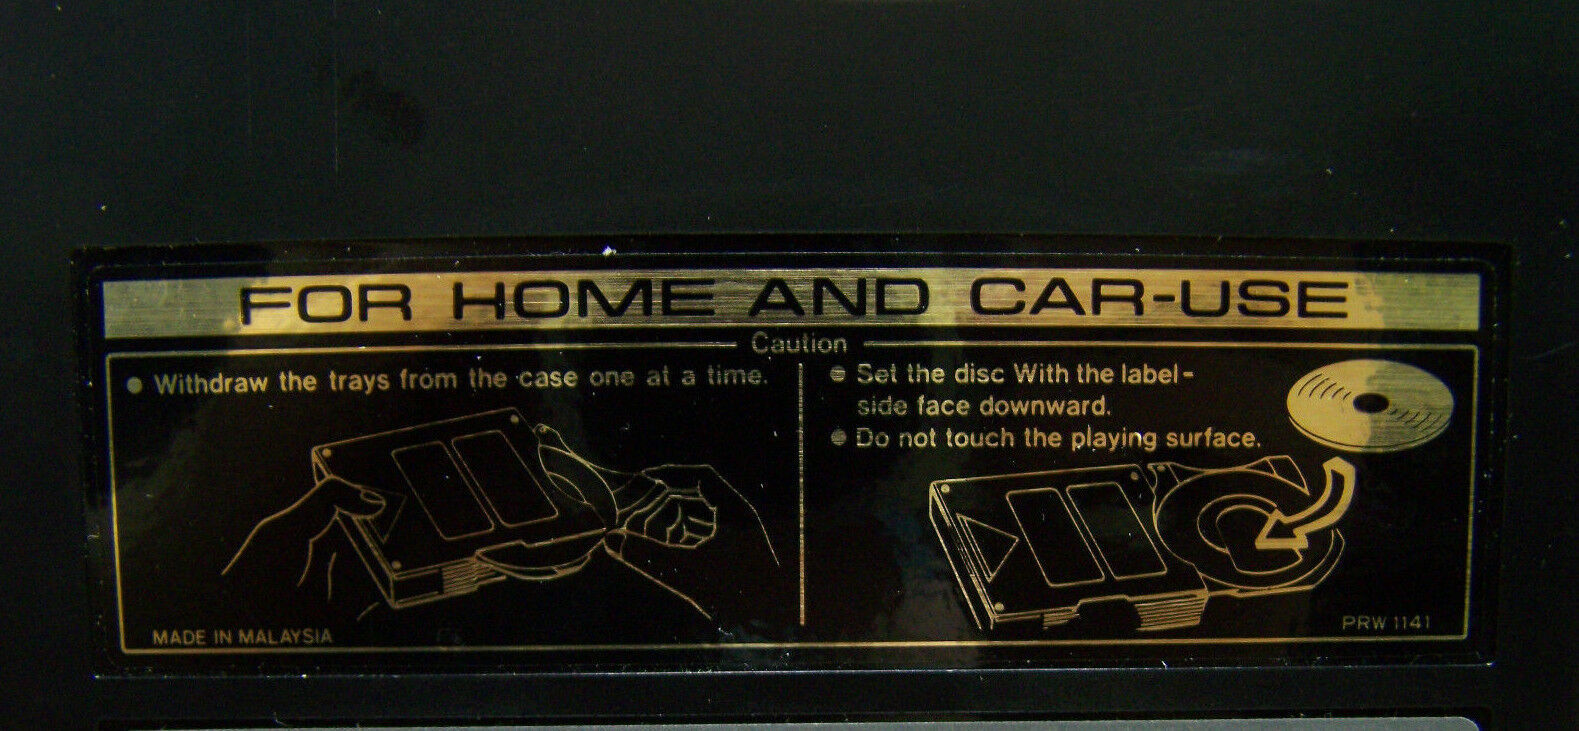 FOR HOME AND CAR-USE
Caution
● Withdraw the trays from the case one at a time.
● Set the disc With the label-
side face downward.
● Do not touch the playing surface.
MADE IN MALAYSIA
PRW 1141